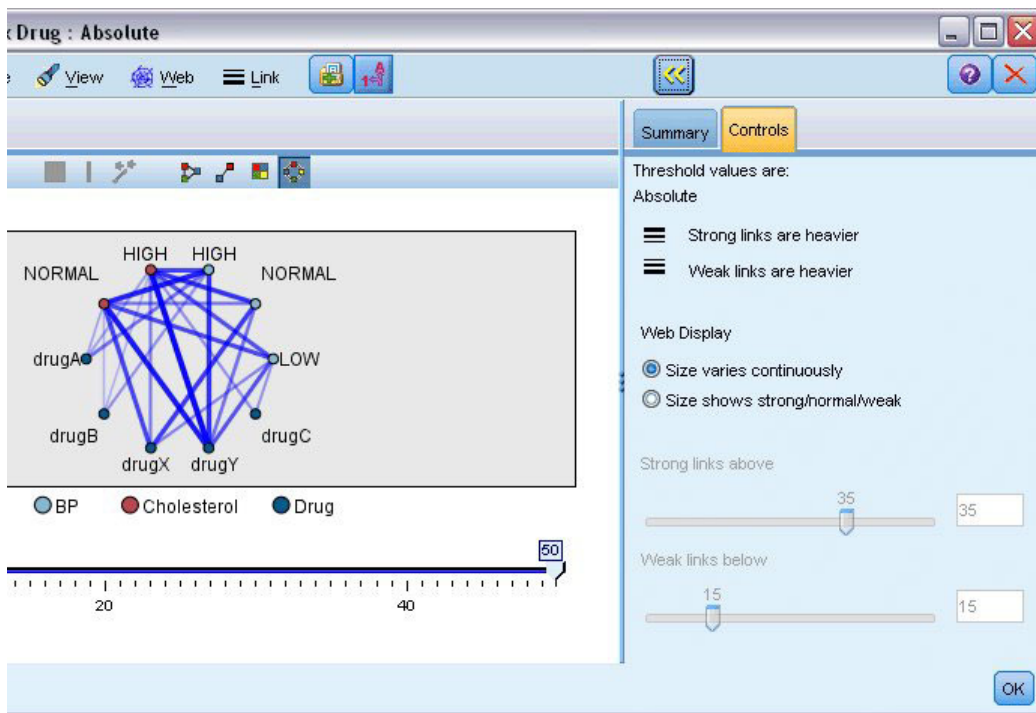 Drug : Absolute
View Web Link
Summary Controls
Threshold values are:
Absolute
Strong links are heavier
Weak links are heavier
Web Display
Size varies continuously
Size shows strong/normal/weak
Strong links above
35
35
Weak links below
15
15
OK
HIGH HIGH
NORMAL NORMAL
drugA LOW
drugB drugC
drugX drugY
BP Cholesterol Drug
50
20 40